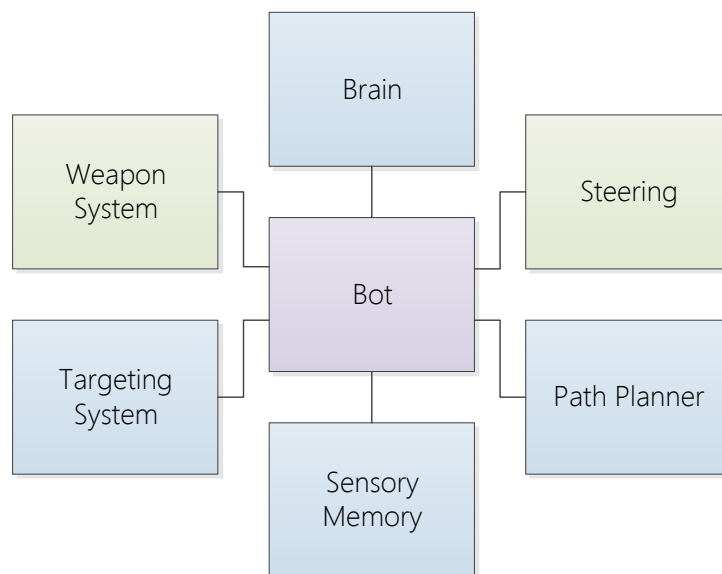 Brain
Weapon
System
Steering
Bot
Targeting
System
Path Planner
Sensory
Memory